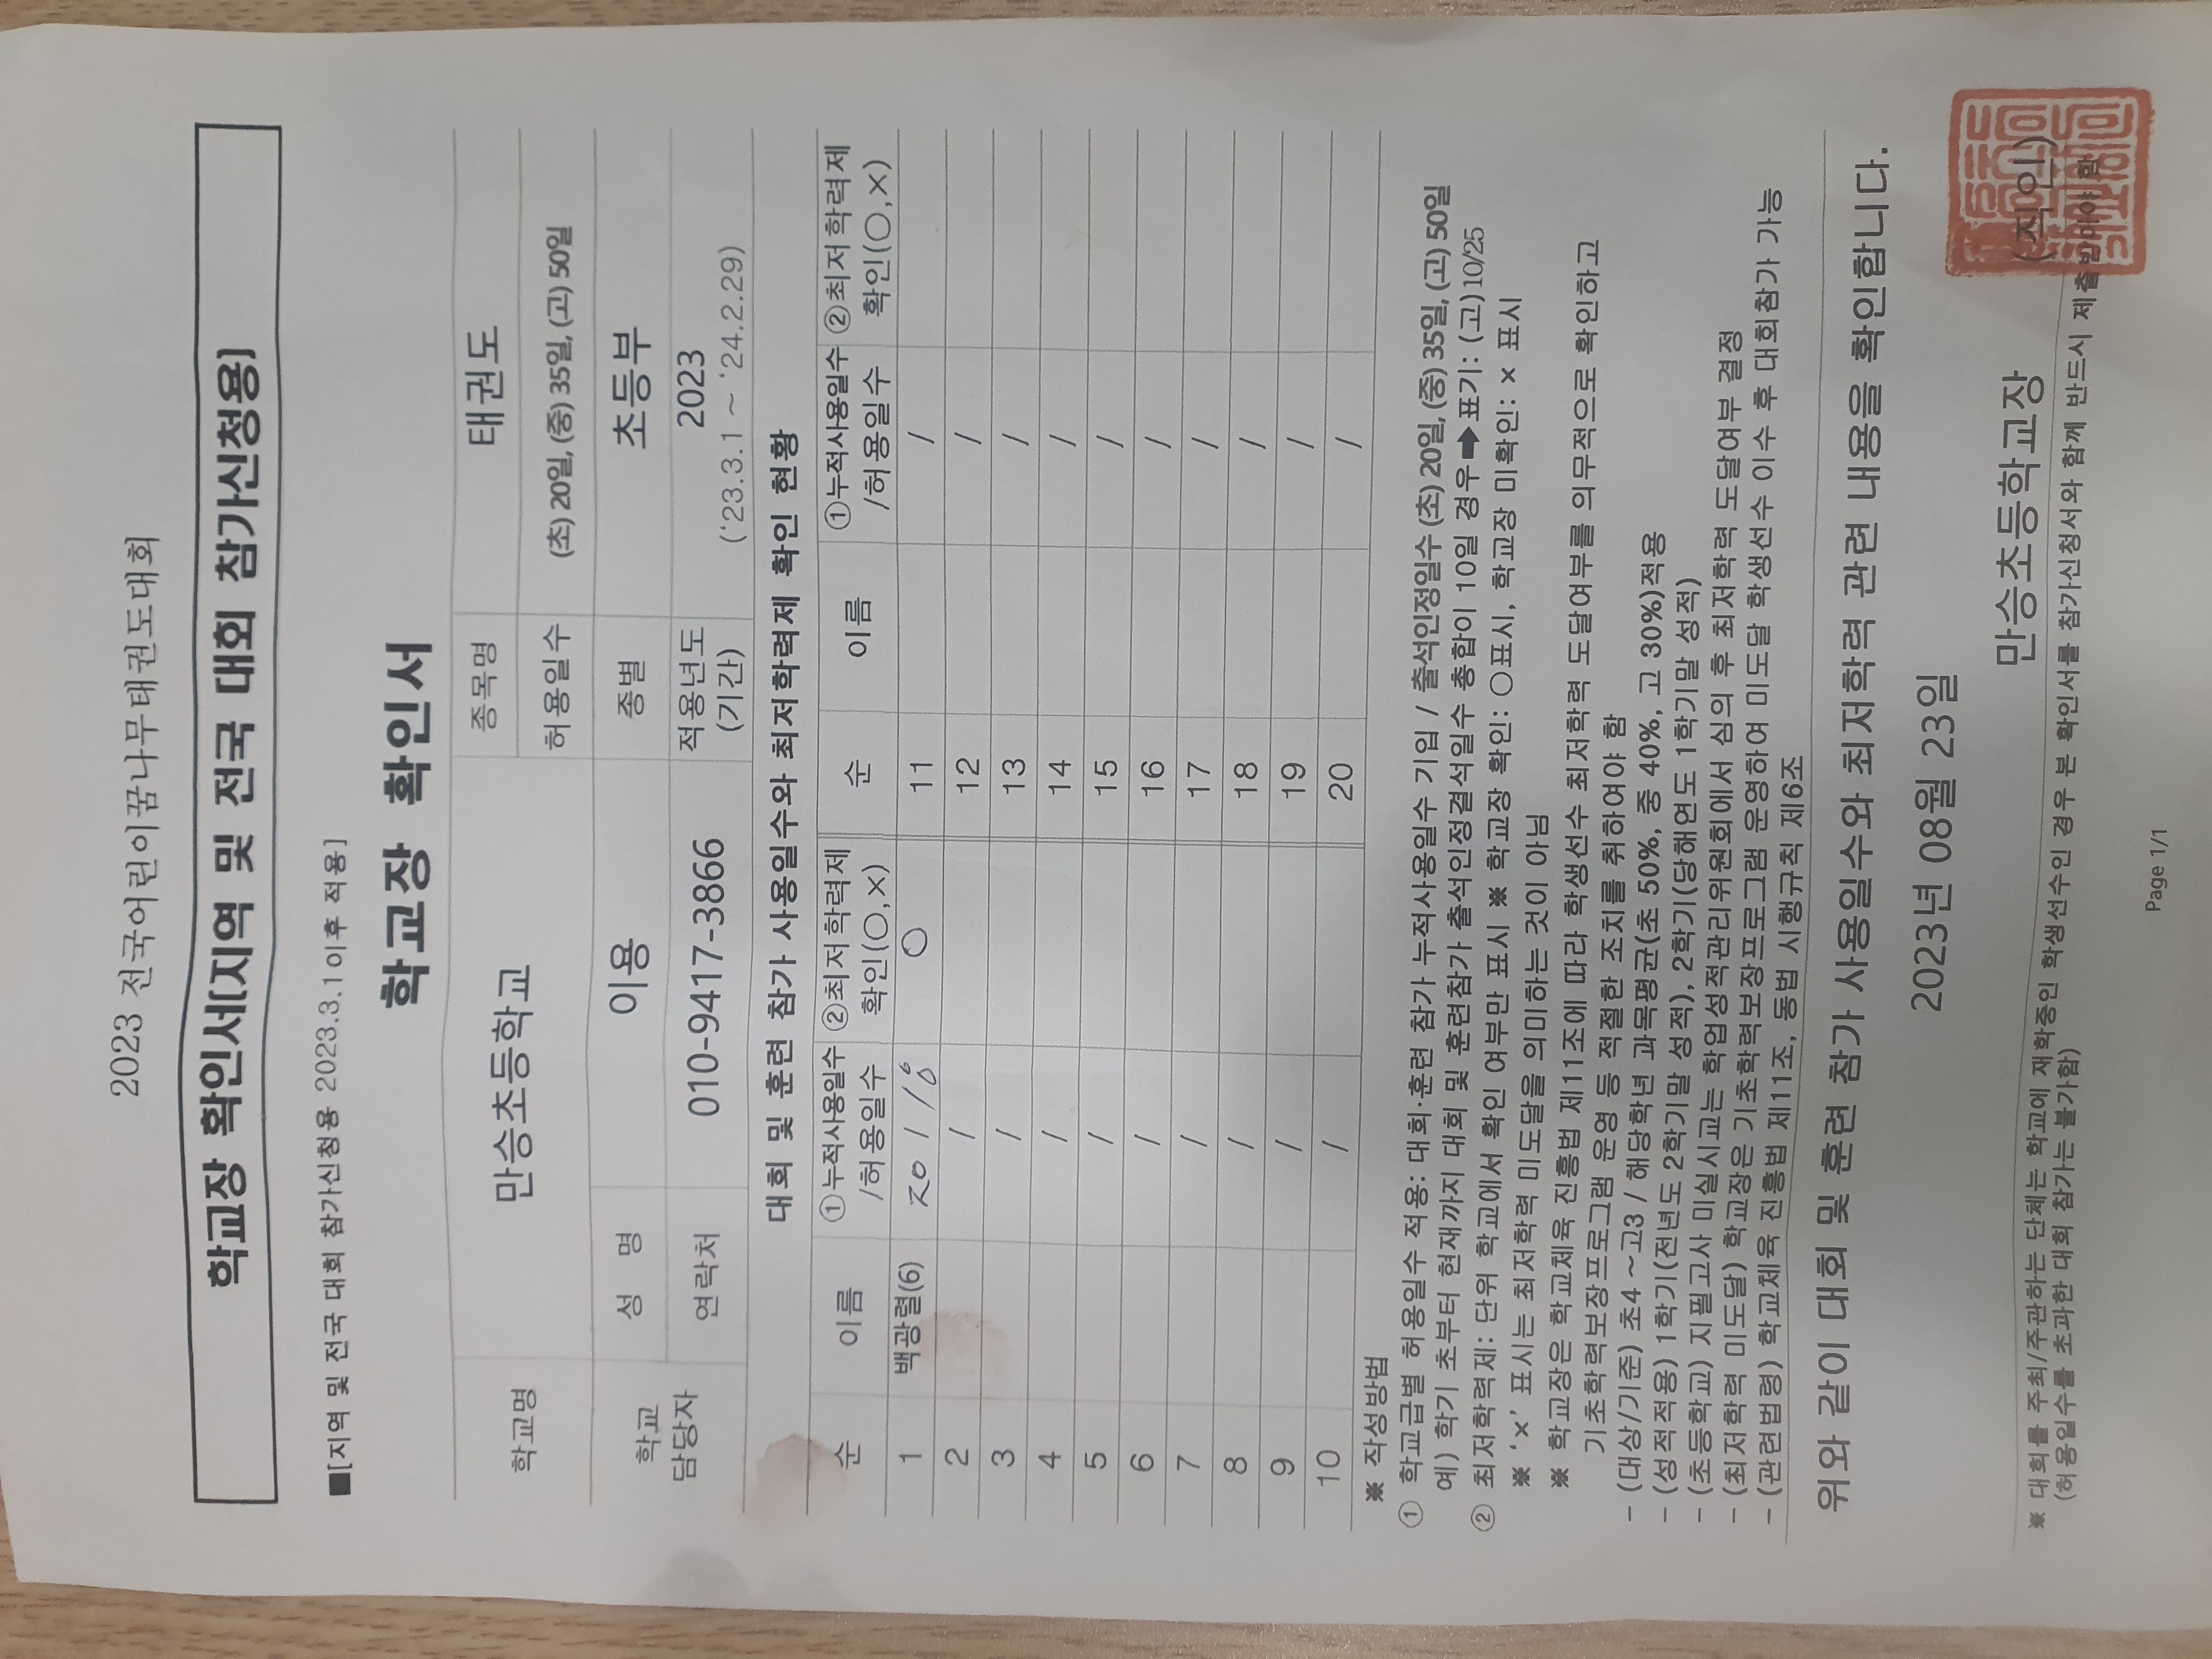 2023 전국어린이꿈나무태권도대회
학교장 확인서[지역 및 전국 대회 참가신청용]
■[지역 및 전국 대회 참가신청용 2023.3.1이후 적용]
학교장 확인서
학교명 만승초등학교 종목명 태권도
허용일수 (초) 20일, (중) 35일, (고) 50일
학교 담당자 성 명 이용 종별 초등부
연락처 010-9417-3866 적용년도 (기간) 2023 ('23.3.1 ~ '24.2.29)
대회 및 훈련 참가 사용일수와 최저학력제 확인 현황
순 이름 ①누적사용일수 /허용일수 ②최저학력제 확인(○,×) 순 이름 ①누적사용일수 /허용일수 ②최저학력제 확인(○,×)
1 백광렬(6) 20 / ○ 11 /
2 / 12 /
3 / 13 /
4 / 14 /
5 / 15 /
6 / 16 /
7 / 17 /
8 / 18 /
9 / 19 /
10 / 20 /
※ 작성방법
① 학교급별 허용일수 적용: 대회·훈련 참가 누적사용일수 기입 / 출석인정일수 (초) 20일, (중) 35일, (고) 50일
예) 학기 초부터 현재까지 대회 및 훈련참가 출석인정결석일수 총합이 10일 경우 ➡ 표기: (고) 10/25
② 최저학력제: 단위 학교에서 확인 여부만 표시 ※ 학교장 확인: ○표시, 학교장 미확인: × 표시
※ '×' 표시는 최저학력 미도달을 의미하는 것이 아님
※ 학교장은 학교체육 진흥법 제11조에 따라 학생선수 최저학력 도달여부를 의무적으로 확인하고
기초학력보장프로그램 운영 등 적절한 조치를 취하여야 함
- (대상/기준) 초4 ~고3 / 해당학년 과목평균(초 50%, 중 40%, 고 30%)적용
- (성적적용) 1학기(전년도 2학기말 성적), 2학기(당해연도 1학기말 성적)
- (초등학교) 지필고사 미실시교는 학업성적관리위원회에서 심의 후 최저학력 도달여부 결정
- (최저학력 미도달) 학교장은 기초학력보장프로그램 운영하여 미도달 학생선수 이수 후 대회참가 가능
- (관련법령) 학교체육 진흥법 제11조, 동법 시행규칙 제6조
위와 같이 대회 및 훈련 참가 사용일수와 최저학력 관련 내용을 확인합니다.
2023년 08월 23일
만승초등학교장 (직인)
※ 대회를 주최/주관하는 단체는 학교에 재학중인 학생선수인 경우 본 확인서를 참가신청서와 함께 반드시 제출받아야 함
(허용일수를 초과한 대회 참가는 불가함)
Page 1/1